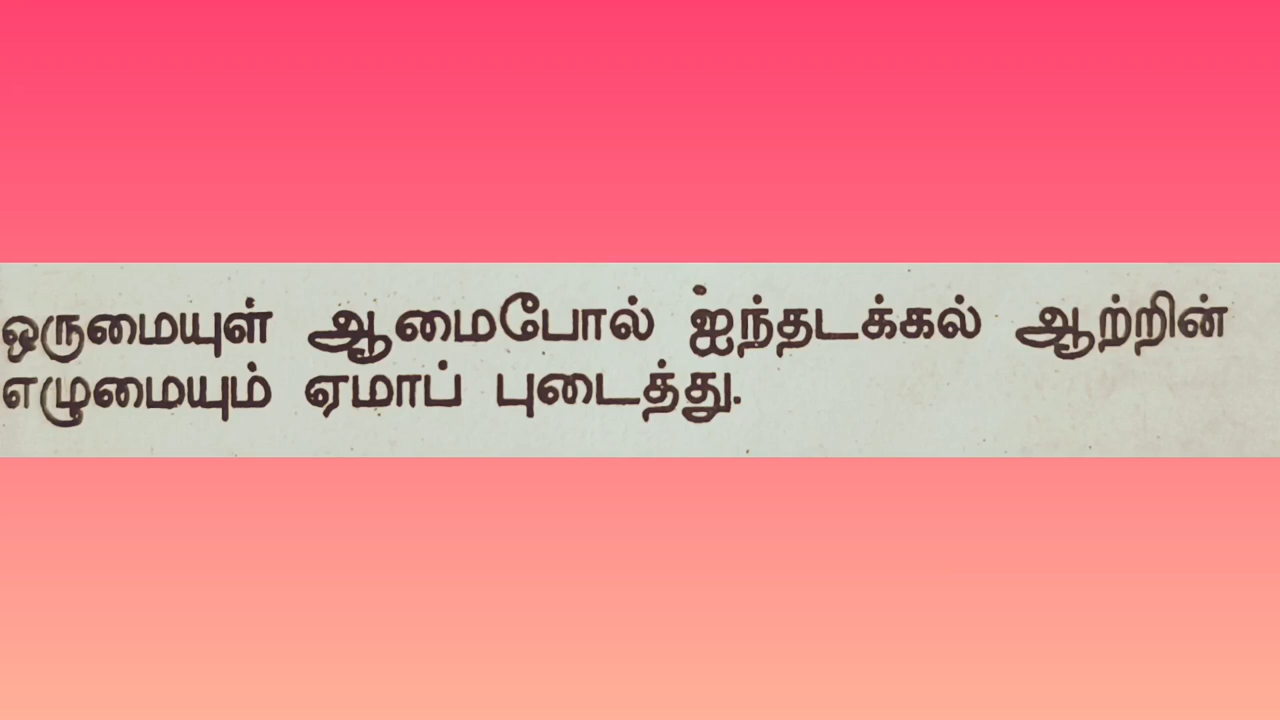 ஒருமையுள் ஆமைபோல் ஐந்தடக்கல் ஆற்றின்
எழுமையும் ஏமாப் புடைத்து.